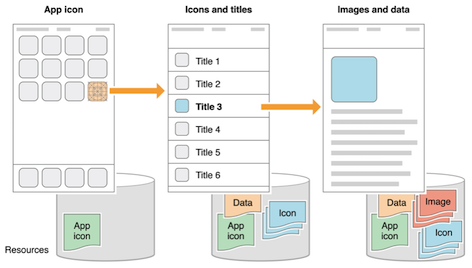 App icon
Icons and titles
Images and data
Title 1
Title 2
Title 3
Title 4
Title 5
Title 6
Resources
App
icon
Data
App
icon
Icon
Data
Image
App
icon
Icon